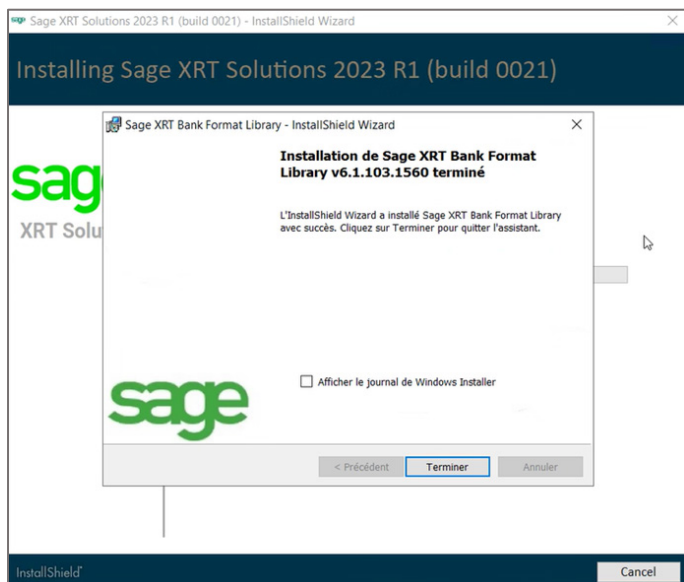 sage Sage XRT Solutions 2023 R1 (build 0021) - InstallShield Wizard
Installing Sage XRT Solutions 2023 R1 (build 0021)
Sage XRT Bank Format Library - InstallShield Wizard
Installation de Sage XRT Bank Format
Library v6.1.103.1560 terminé
sag
XRT Solu
L'InstallShield Wizard a installé Sage XRT Bank Format Library
avec succès. Cliquez sur Terminer pour quitter l'assistant.
Afficher le journal de Windows Installer
sage
< Précédent
Terminer
Annuler
InstallShield
Cancel